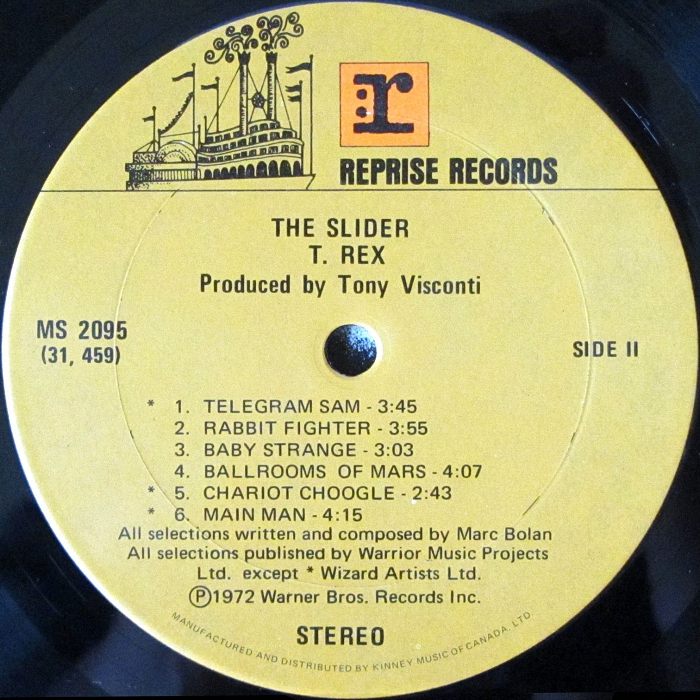 r
REPRISE RECORDS
THE SLIDER
T. REX
Produced by Tony Visconti
MS 2095
(31, 459)
SIDE II
* 1. TELEGRAM SAM - 3:45
2. RABBIT FIGHTER - 3:55
3. BABY STRANGE - 3:03
4. BALLROOMS OF MARS - 4:07
* 5. CHARIOT CHOOGLE - 2:43
* 6. MAIN MAN - 4:15
All selections written and composed by Marc Bolan
All selections published by Warrior Music Projects
Ltd. except * Wizard Artists Ltd.
Ⓟ1972 Warner Bros. Records Inc.
STEREO
MANUFACTURED AND DISTRIBUTED BY KINNEY MUSIC OF CANADA, LTD.